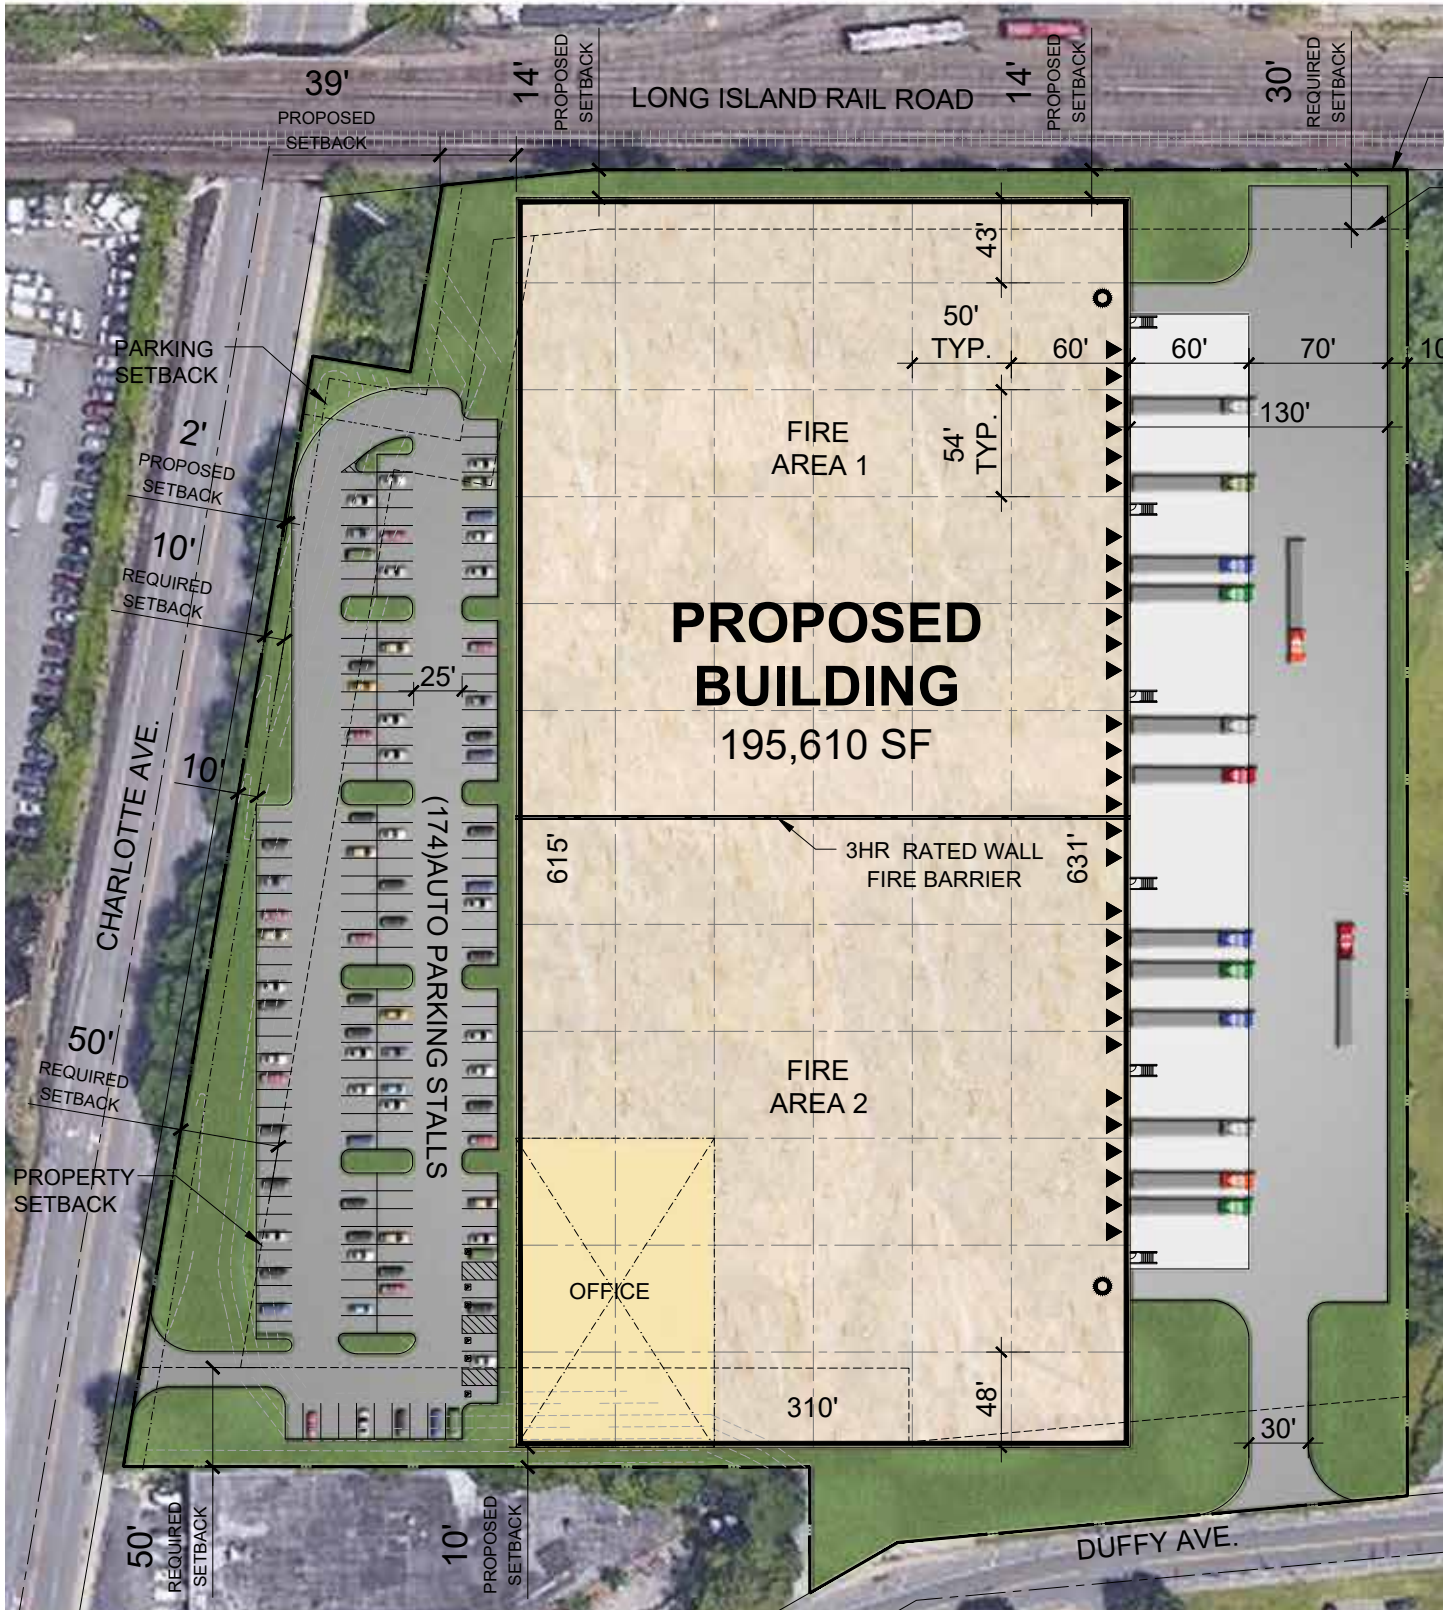 39'
PROPOSED
SETBACK
14'
PROPOSED
SETBACK
LONG ISLAND RAIL ROAD
14'
PROPOSED
SETBACK
30'
REQUIRED
SETBACK
43'
50'
TYP.
60'
60'
70'
10
130'
54'
TYP.
PARKING
SETBACK
2'
PROPOSED
SETBACK
10'
REQUIRED
SETBACK
FIRE
AREA 1
PROPOSED
BUILDING
195,610 SF
25'
10'
CHARLOTTE AVE.
(174)AUTO PARKING STALLS
615'
3HR RATED WALL
FIRE BARRIER
631'
50'
REQUIRED
SETBACK
PROPERTY
SETBACK
FIRE
AREA 2
OFFICE
310'
48'
30'
50'
REQUIRED
SETBACK
10'
PROPOSED
SETBACK
DUFFY AVE.